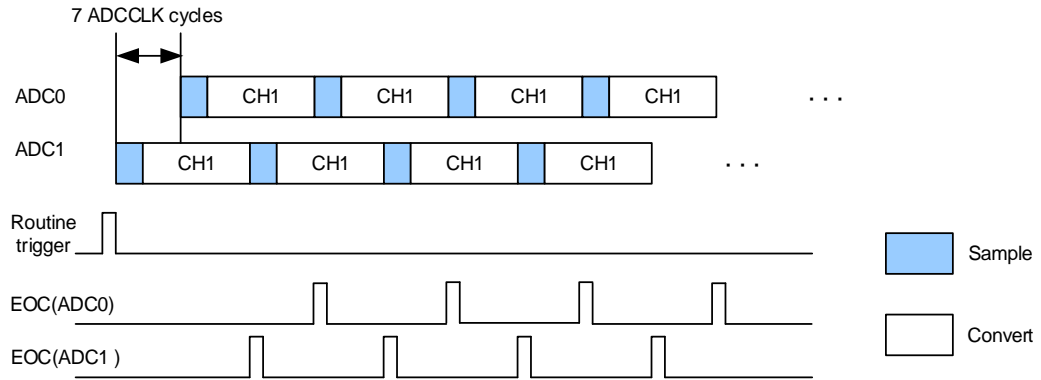 7 ADCCLK cycles
ADC0
CH1 CH1 CH1 CH1 . . .
ADC1
CH1 CH1 CH1 CH1 . . .
Routine
trigger
Sample
EOC(ADC0)
Convert
EOC(ADC1 )